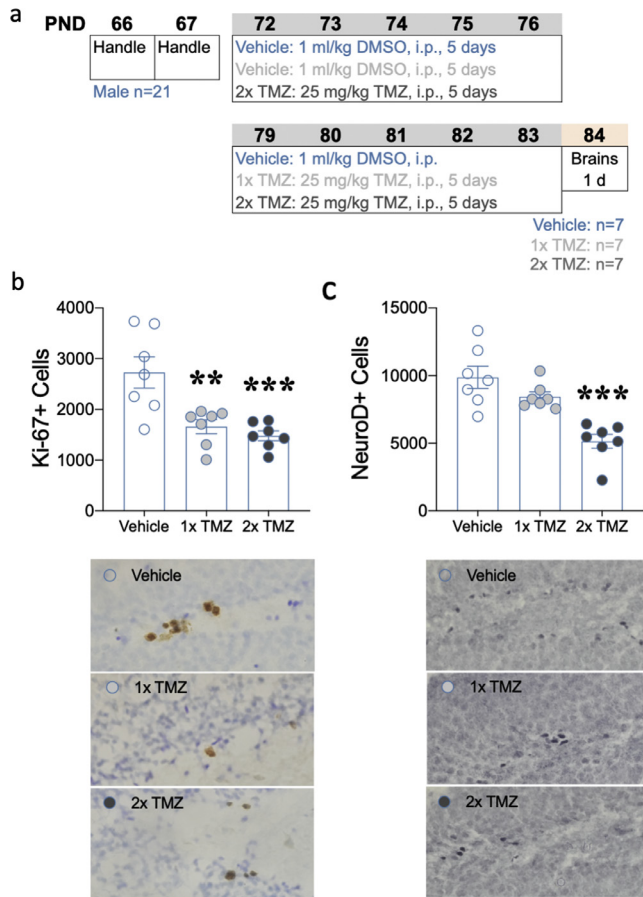 a
PND 66 67 72 73 74 75 76
Handle Handle
Vehicle: 1 ml/kg DMSO, i.p., 5 days
Vehicle: 1 ml/kg DMSO, i.p., 5 days
2x TMZ: 25 mg/kg TMZ, i.p., 5 days
Male n=21
79 80 81 82 83 84
Vehicle: 1 ml/kg DMSO, i.p.
1x TMZ: 25 mg/kg TMZ, i.p., 5 days
2x TMZ: 25 mg/kg TMZ, i.p., 5 days
Brains
1 d
Vehicle: n=7
1x TMZ: n=7
2x TMZ: n=7
b
Ki-67+ Cells
4000
3000
2000
1000
0
**
***
Vehicle 1x TMZ 2x TMZ
Vehicle
1x TMZ
2x TMZ
c
NeuroD+ Cells
15000
10000
5000
0
***
Vehicle 1x TMZ 2x TMZ
Vehicle
1x TMZ
2x TMZ